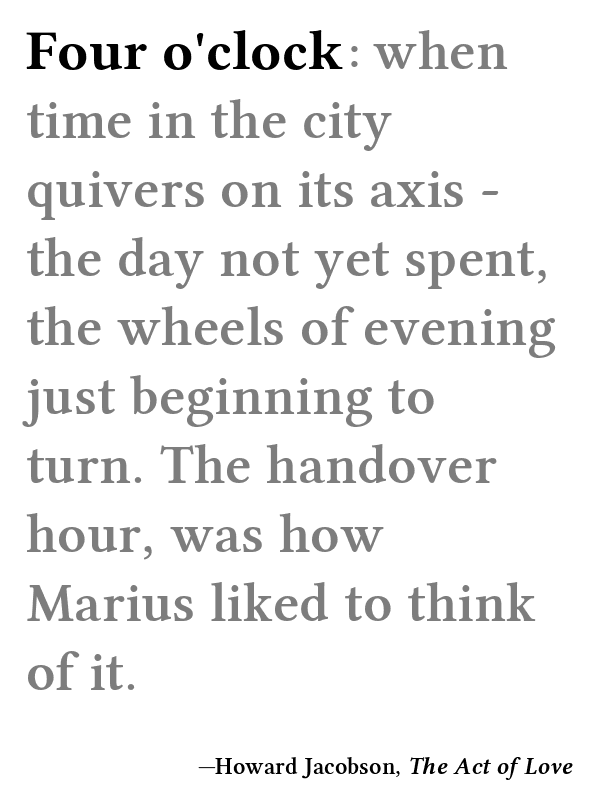 Four o'clock: when
time in the city
quivers on its axis -
the day not yet spent,
the wheels of evening
just beginning to
turn. The handover
hour, was how
Marius liked to think
of it.
—Howard Jacobson, The Act of Love